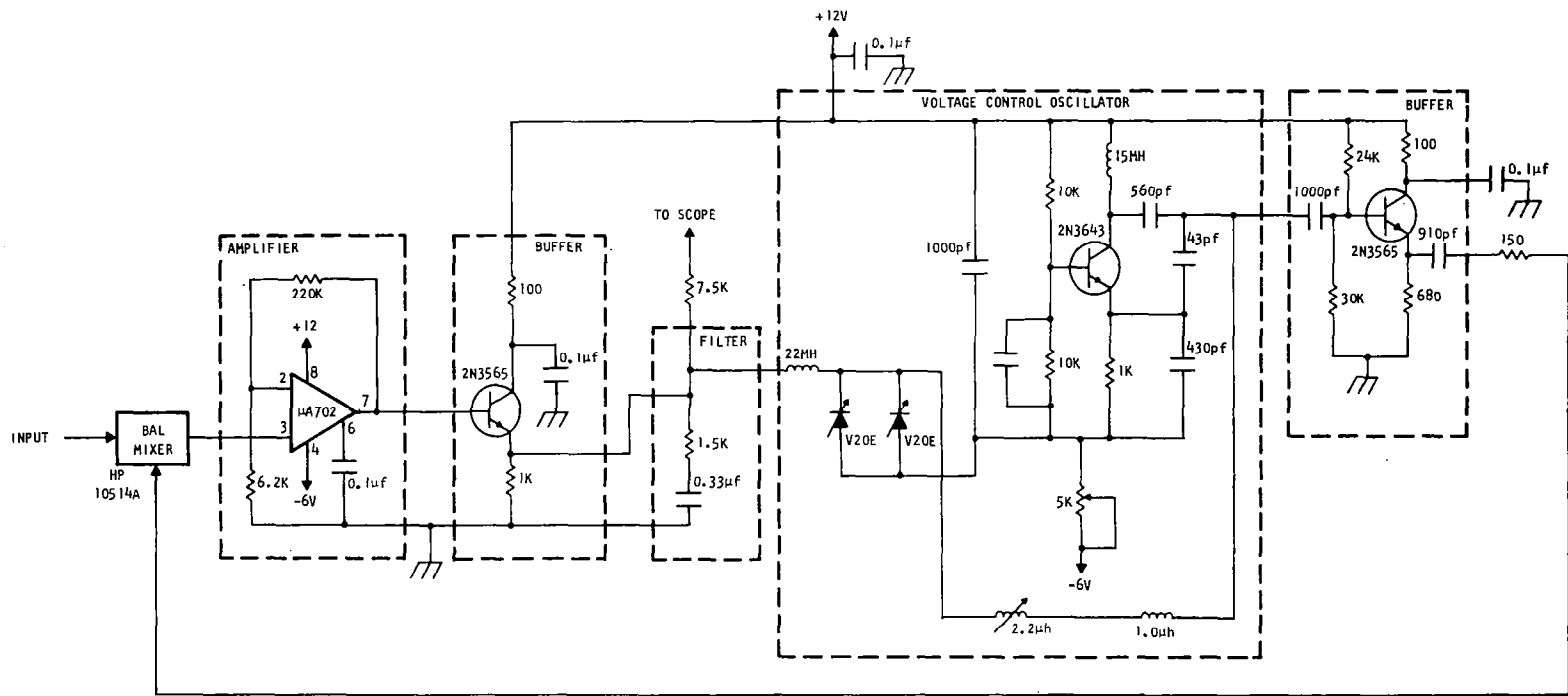 +12V
0.1µf
VOLTAGE CONTROL OSCILLATOR
BUFFER
100
24K
0.1µf
15MH
10K
560pf
1000pf
TO SCOPE
2N3643
43pf
2N3565
910pf
150
AMPLIFIER
BUFFER
220K
100
7.5K
1000pf
30K
680
+12
8
0.1µf
FILTER
22MH
10K
1K
430pf
2
µA702
7
2N3565
3
6
4
V20E
V20E
INPUT
BAL
MIXER
HP
10514A
6.2K
0.1µf
-6V
1K
1.5K
0.33µf
5K
-6V
2.2µh
1.0µh